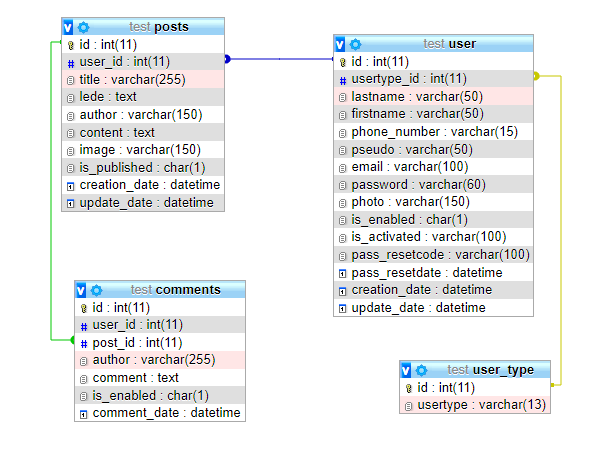 test posts
id : int(11)
user_id : int(11)
title : varchar(255)
lede : text
author : varchar(150)
content : text
image : varchar(150)
is_published : char(1)
creation_date : datetime
update_date : datetime
test user
id : int(11)
usertype_id : int(11)
lastname : varchar(50)
firstname : varchar(50)
phone_number : varchar(15)
pseudo : varchar(50)
email : varchar(100)
password : varchar(60)
photo : varchar(150)
is_enabled : char(1)
is_activated : varchar(100)
pass_resetcode : varchar(100)
pass_resetdate : datetime
creation_date : datetime
update_date : datetime
test comments
id : int(11)
user_id : int(11)
post_id : int(11)
author : varchar(255)
comment : text
is_enabled : char(1)
comment_date : datetime
test user_type
id : int(11)
usertype : varchar(13)